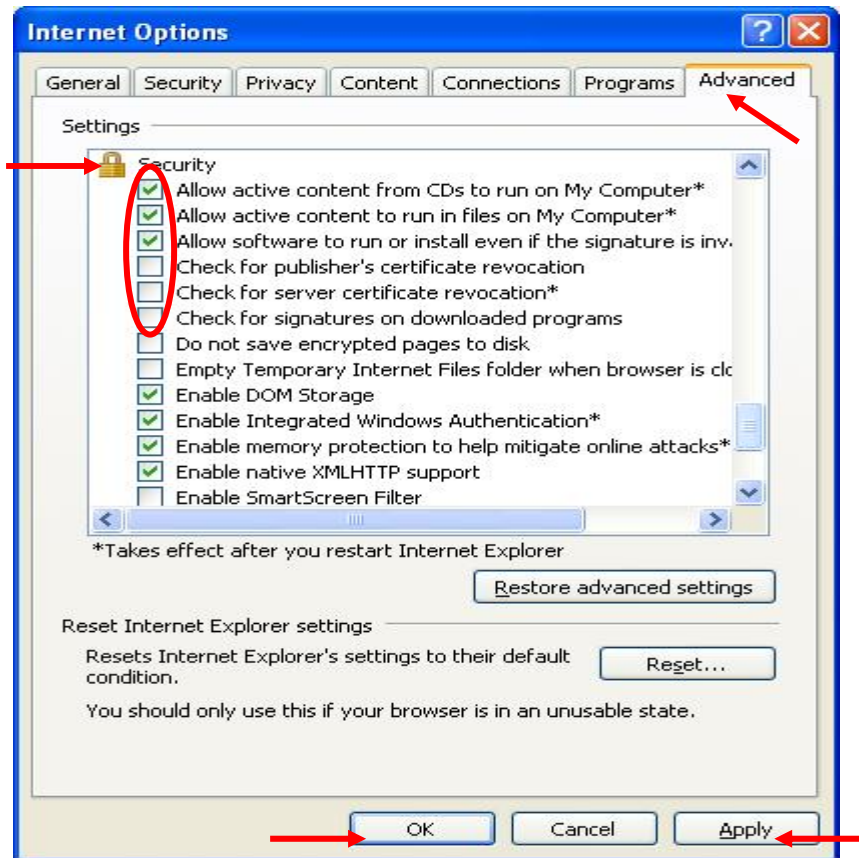 Internet Options
General Security Privacy Content Connections Programs Advanced
Settings
Security
Allow active content from CDs to run on My Computer*
Allow active content to run in files on My Computer*
Allow software to run or install even if the signature is inv
Check for publisher's certificate revocation
Check for server certificate revocation*
Check for signatures on downloaded programs
Do not save encrypted pages to disk
Empty Temporary Internet Files folder when browser is clo
Enable DOM Storage
Enable Integrated Windows Authentication*
Enable memory protection to help mitigate online attacks*
Enable native XMLHTTP support
Enable SmartScreen Filter
*Takes effect after you restart Internet Explorer
Restore advanced settings
Reset Internet Explorer settings
Resets Internet Explorer's settings to their default
condition.
Reset...
You should only use this if your browser is in an unusable state.
OK Cancel Apply